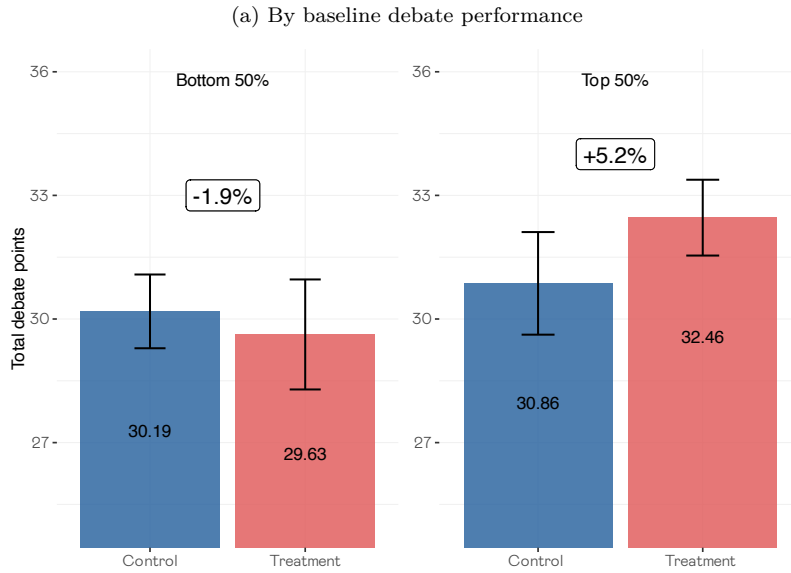 (a) By baseline debate performance
Total debate points
36
33
30
27
Bottom 50%
-1.9%
30.19
29.63
Control
Treatment
36
33
30
27
Top 50%
+5.2%
30.86
32.46
Control
Treatment